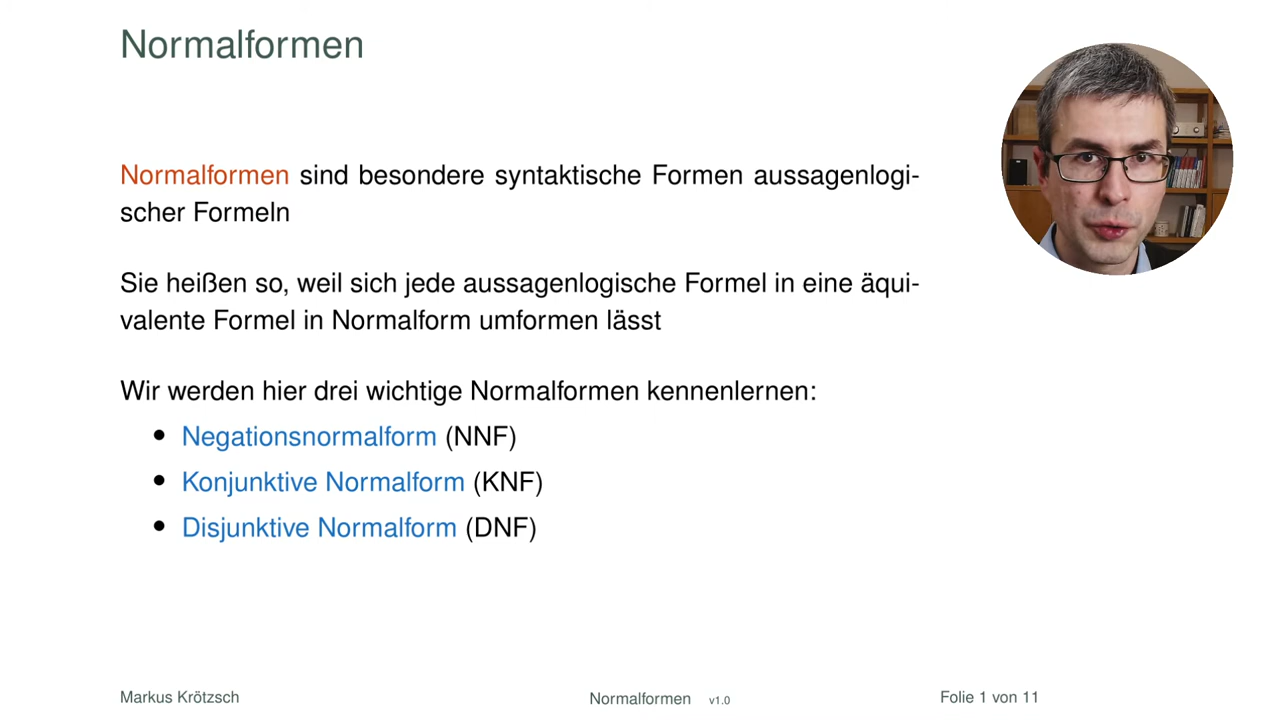 Normalformen
Normalformen sind besondere syntaktische Formen aussagenlogi-
scher Formeln
Sie heißen so, weil sich jede aussagenlogische Formel in eine äqui-
valente Formel in Normalform umformen lässt
Wir werden hier drei wichtige Normalformen kennenlernen:
• Negationsnormalform (NNF)
• Konjunktive Normalform (KNF)
• Disjunktive Normalform (DNF)
Markus Krötzsch Normalformen v1.0 Folie 1 von 11